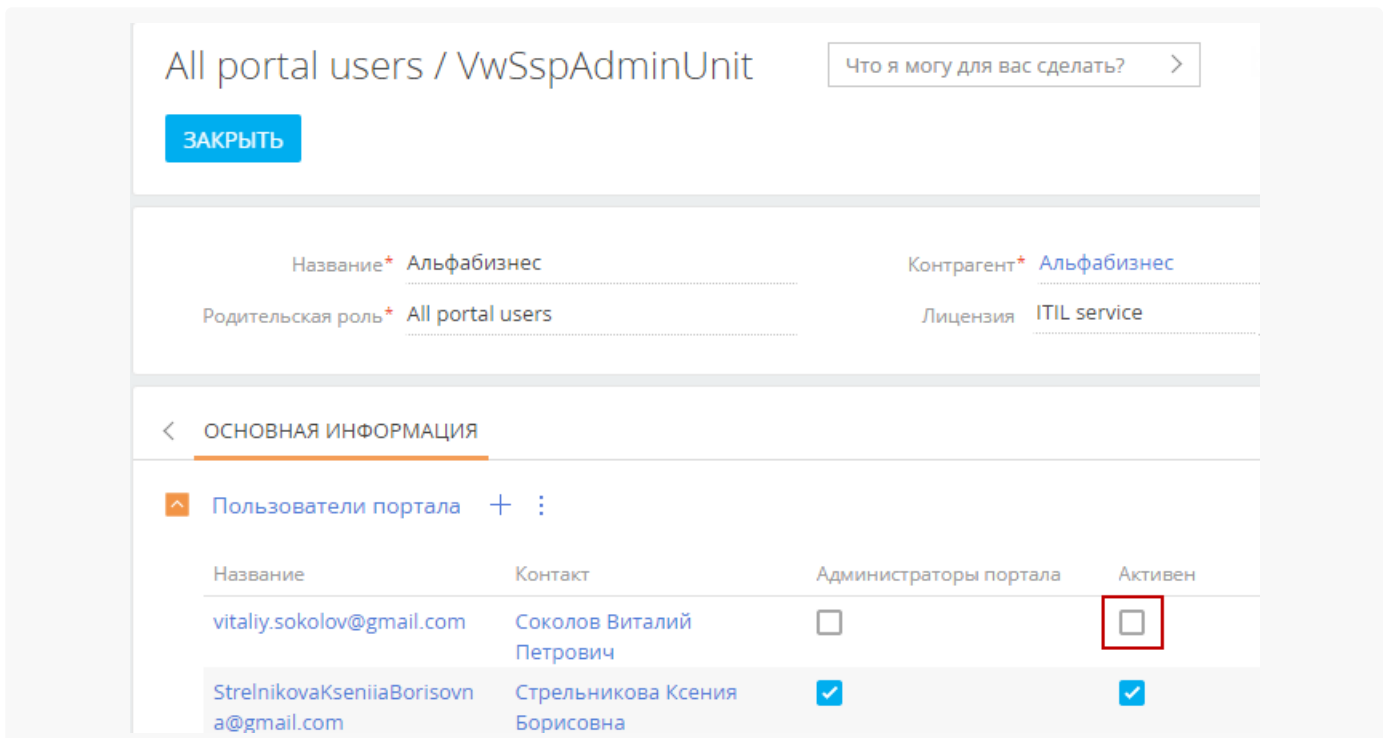 All portal users / VwSspAdminUnit
Что я могу для вас сделать?
ЗАКРЫТЬ
Название* Альфабизнес
Контрагент* Альфабизнес
Родительская роль* All portal users
Лицензия ITIL service
ОСНОВНАЯ ИНФОРМАЦИЯ
Пользователи портала
Название Контакт Администраторы портала Активен
vitaliy.sokolov@gmail.com Соколов Виталий
Петрович
StrelnikovaKseniiaBorisovn Стрельникова Ксения
a@gmail.com Борисовна